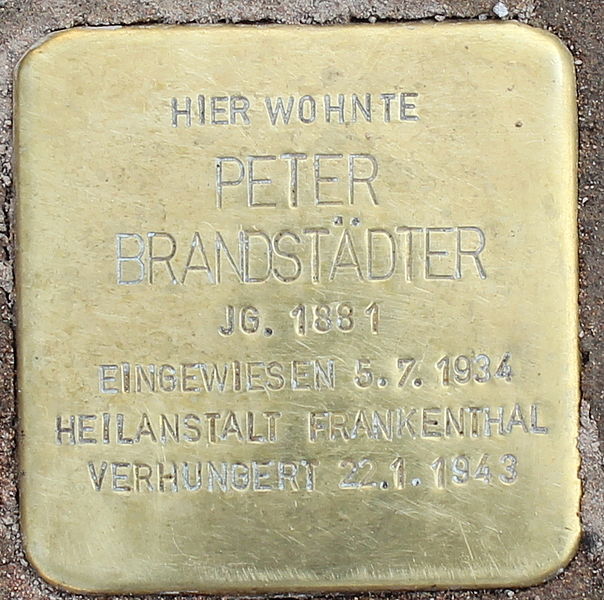 HIER WOHNTE
PETER
BRANDSTÄDTER
JG. 1881
EINGEWIESEN 5.7.1934
HEILANSTALT FRANKENTHAL
VERHUNGERT 22.1.1943